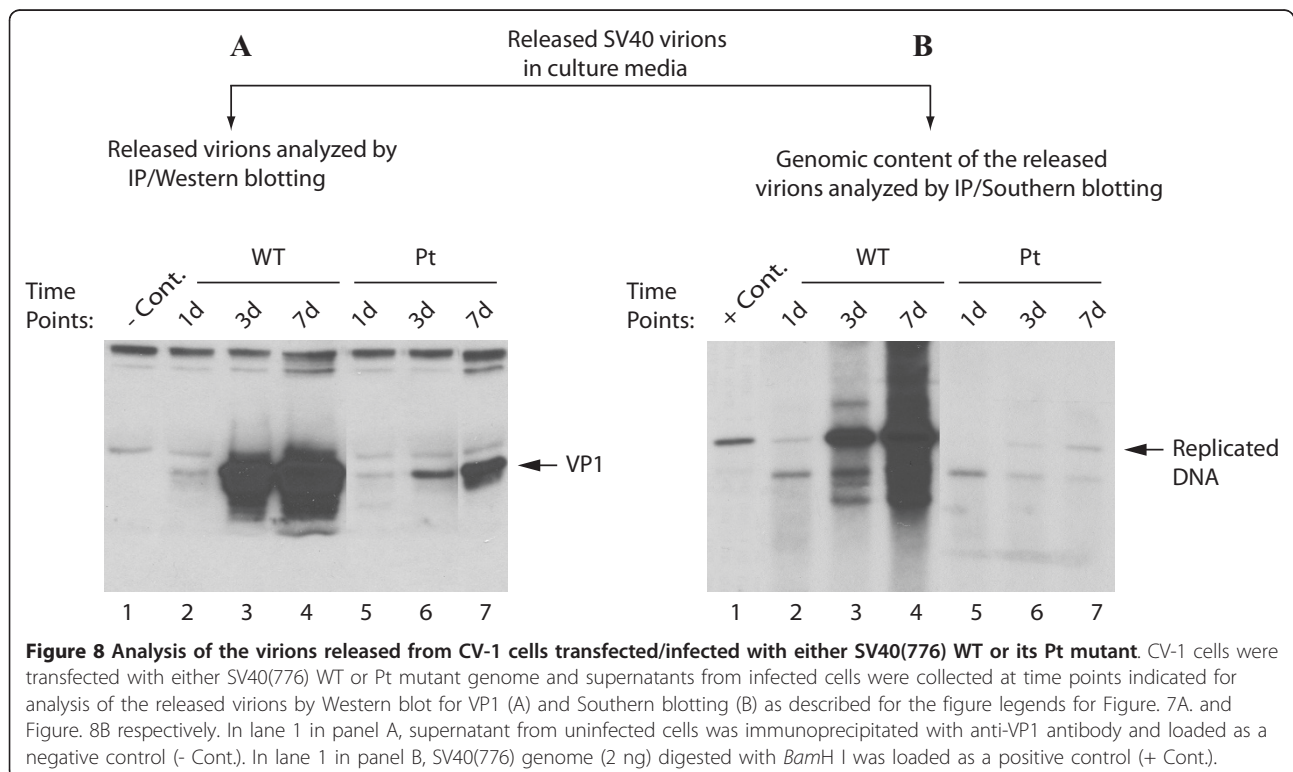 A
Released SV40 virions
in culture media
B
Released virions analyzed by
IP/Western blotting
Genomic content of the released
virions analyzed by IP/Southern blotting
WT
Pt
Time
Points:
- Cont.
1d
3d
7d
1d
3d
7d
VP1
1
2
3
4
5
6
7
WT
Pt
Time
Points:
+ Cont.
1d
3d
7d
1d
3d
7d
Replicated
DNA
1
2
3
4
5
6
7
Figure 8 Analysis of the virions released from CV-1 cells transfected/infected with either SV40(776) WT or its Pt mutant. CV-1 cells were
transfected with either SV40(776) WT or Pt mutant genome and supernatants from infected cells were collected at time points indicated for
analysis of the released virions by Western blot for VP1 (A) and Southern blotting (B) as described for the figure legends for Figure. 7A. and
Figure. 8B respectively. In lane 1 in panel A, supernatant from uninfected cells was immunoprecipitated with anti-VP1 antibody and loaded as a
negative control (- Cont.). In lane 1 in panel B, SV40(776) genome (2 ng) digested with BamH I was loaded as a positive control (+ Cont.).